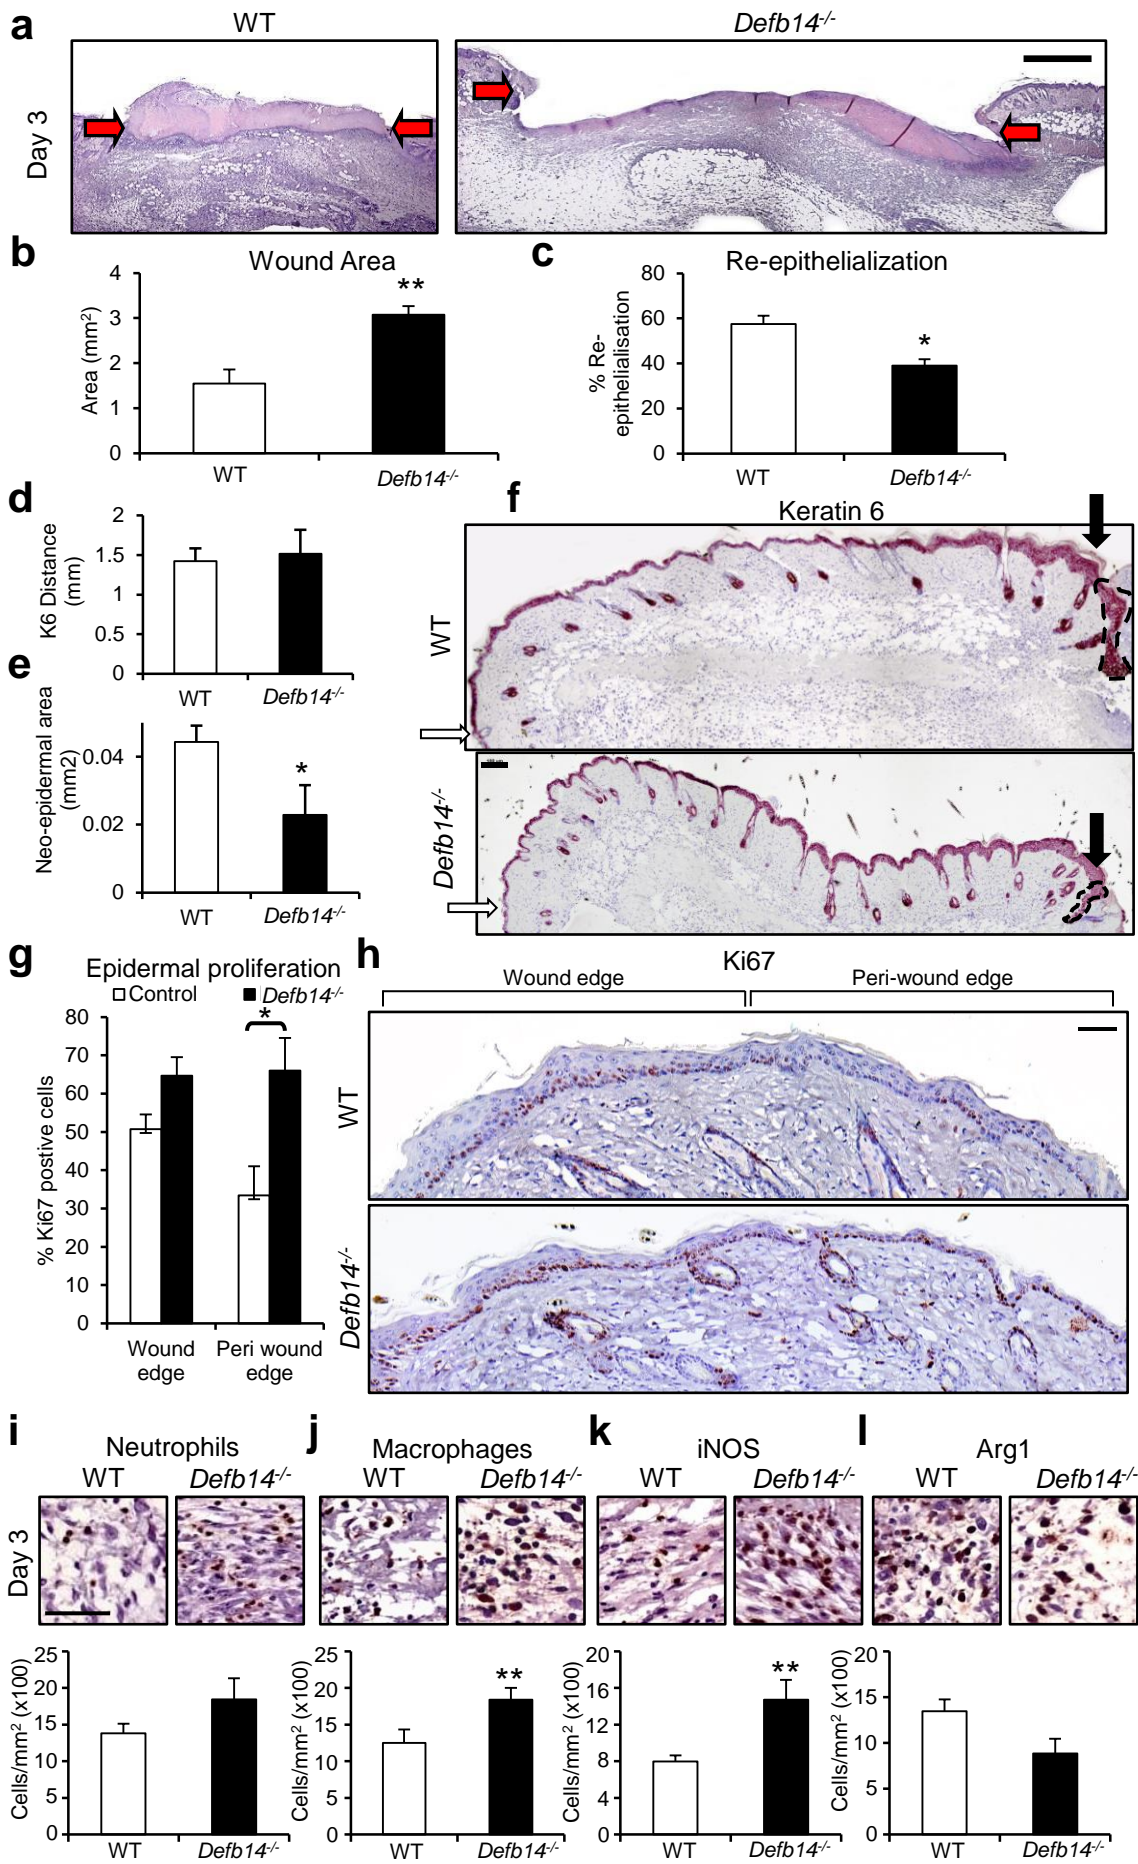 a
WT
Defb14-/-
Day 3
b
Wound Area
Area (mm2)
4
3
2
1
0
**
WT
Defb14-/-
c
Re-epithelialization
% Re-
epithelialisation
80
60
40
20
0
*
WT
Defb14-/-
d
K6 Distance
(mm)
2
1.5
1
0.5
0
WT
Defb14-/-
e
Neo-epidermal area
(mm2)
0.04
0.02
0
*
WT
Defb14-/-
f
Keratin 6
WT
Defb14-/-
g
Epidermal proliferation
Control
Defb14-/-
% Ki67 postive cells
80
70
60
50
40
30
20
10
0
*
Wound
edge
Peri wound
edge
h
Ki67
Wound edge
Peri-wound edge
WT
Defb14-/-
i
Neutrophils
WT
Defb14-/-
Day 3
j
Macrophages
WT
Defb14-/-
k
iNOS
WT
Defb14-/-
l
Arg1
WT
Defb14-/-
Cells/mm2 (x100)
25
20
15
10
5
0
WT
Defb14-/-
Cells/mm2 (x100)
25
20
15
10
5
0
**
WT
Defb14-/-
Cells/mm2 (x100)
20
16
12
8
4
0
**
WT
Defb14-/-
Cells/mm2 (x100)
20
15
10
5
0
WT
Defb14-/-